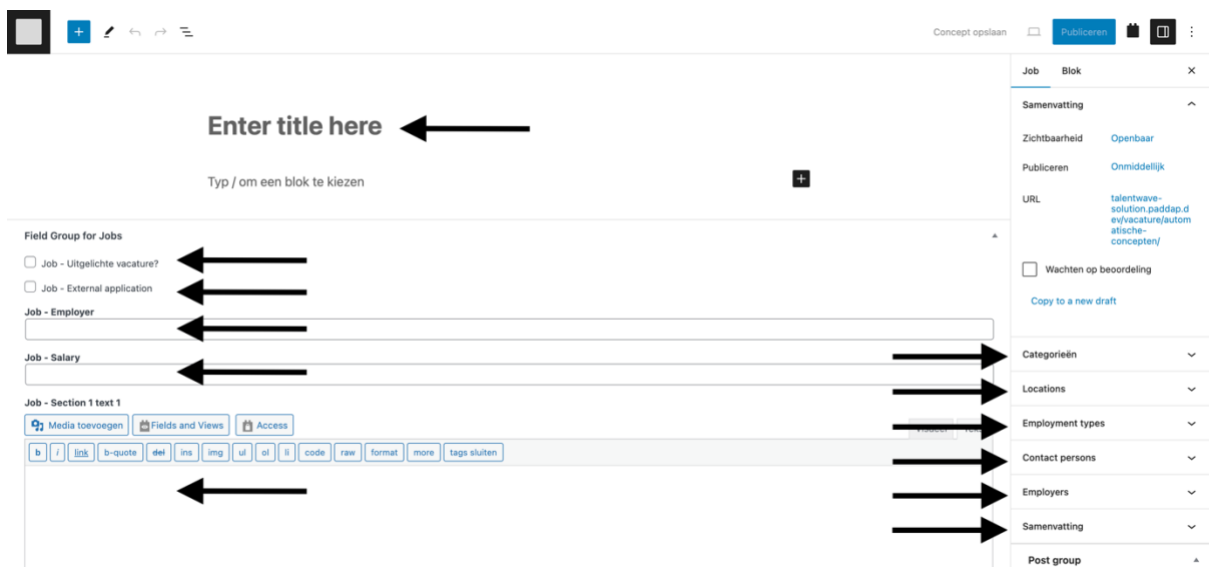 Concept opslaan
Publiceren
Enter title here
Typ / om een blok te kiezen
Field Group for Jobs
Job - Uitgelichte vacature?
Job - External application
Job - Employer
Job - Salary
Job - Section 1 text 1
Media toevoegen Fields and Views Access
b i link b-quote del ins img ul ol li code raw format more tags sluiten
Job Blok
Samenvatting
Zichtbaarheid Openbaar
Publiceren Onmiddellijk
URL talentwave-
solution.paddap.d
ev/vacature/autom
atische-
concepten/
Wachten op beoordeling
Copy to a new draft
Categorieën
Locations
Employment types
Contact persons
Employers
Samenvatting
Post group